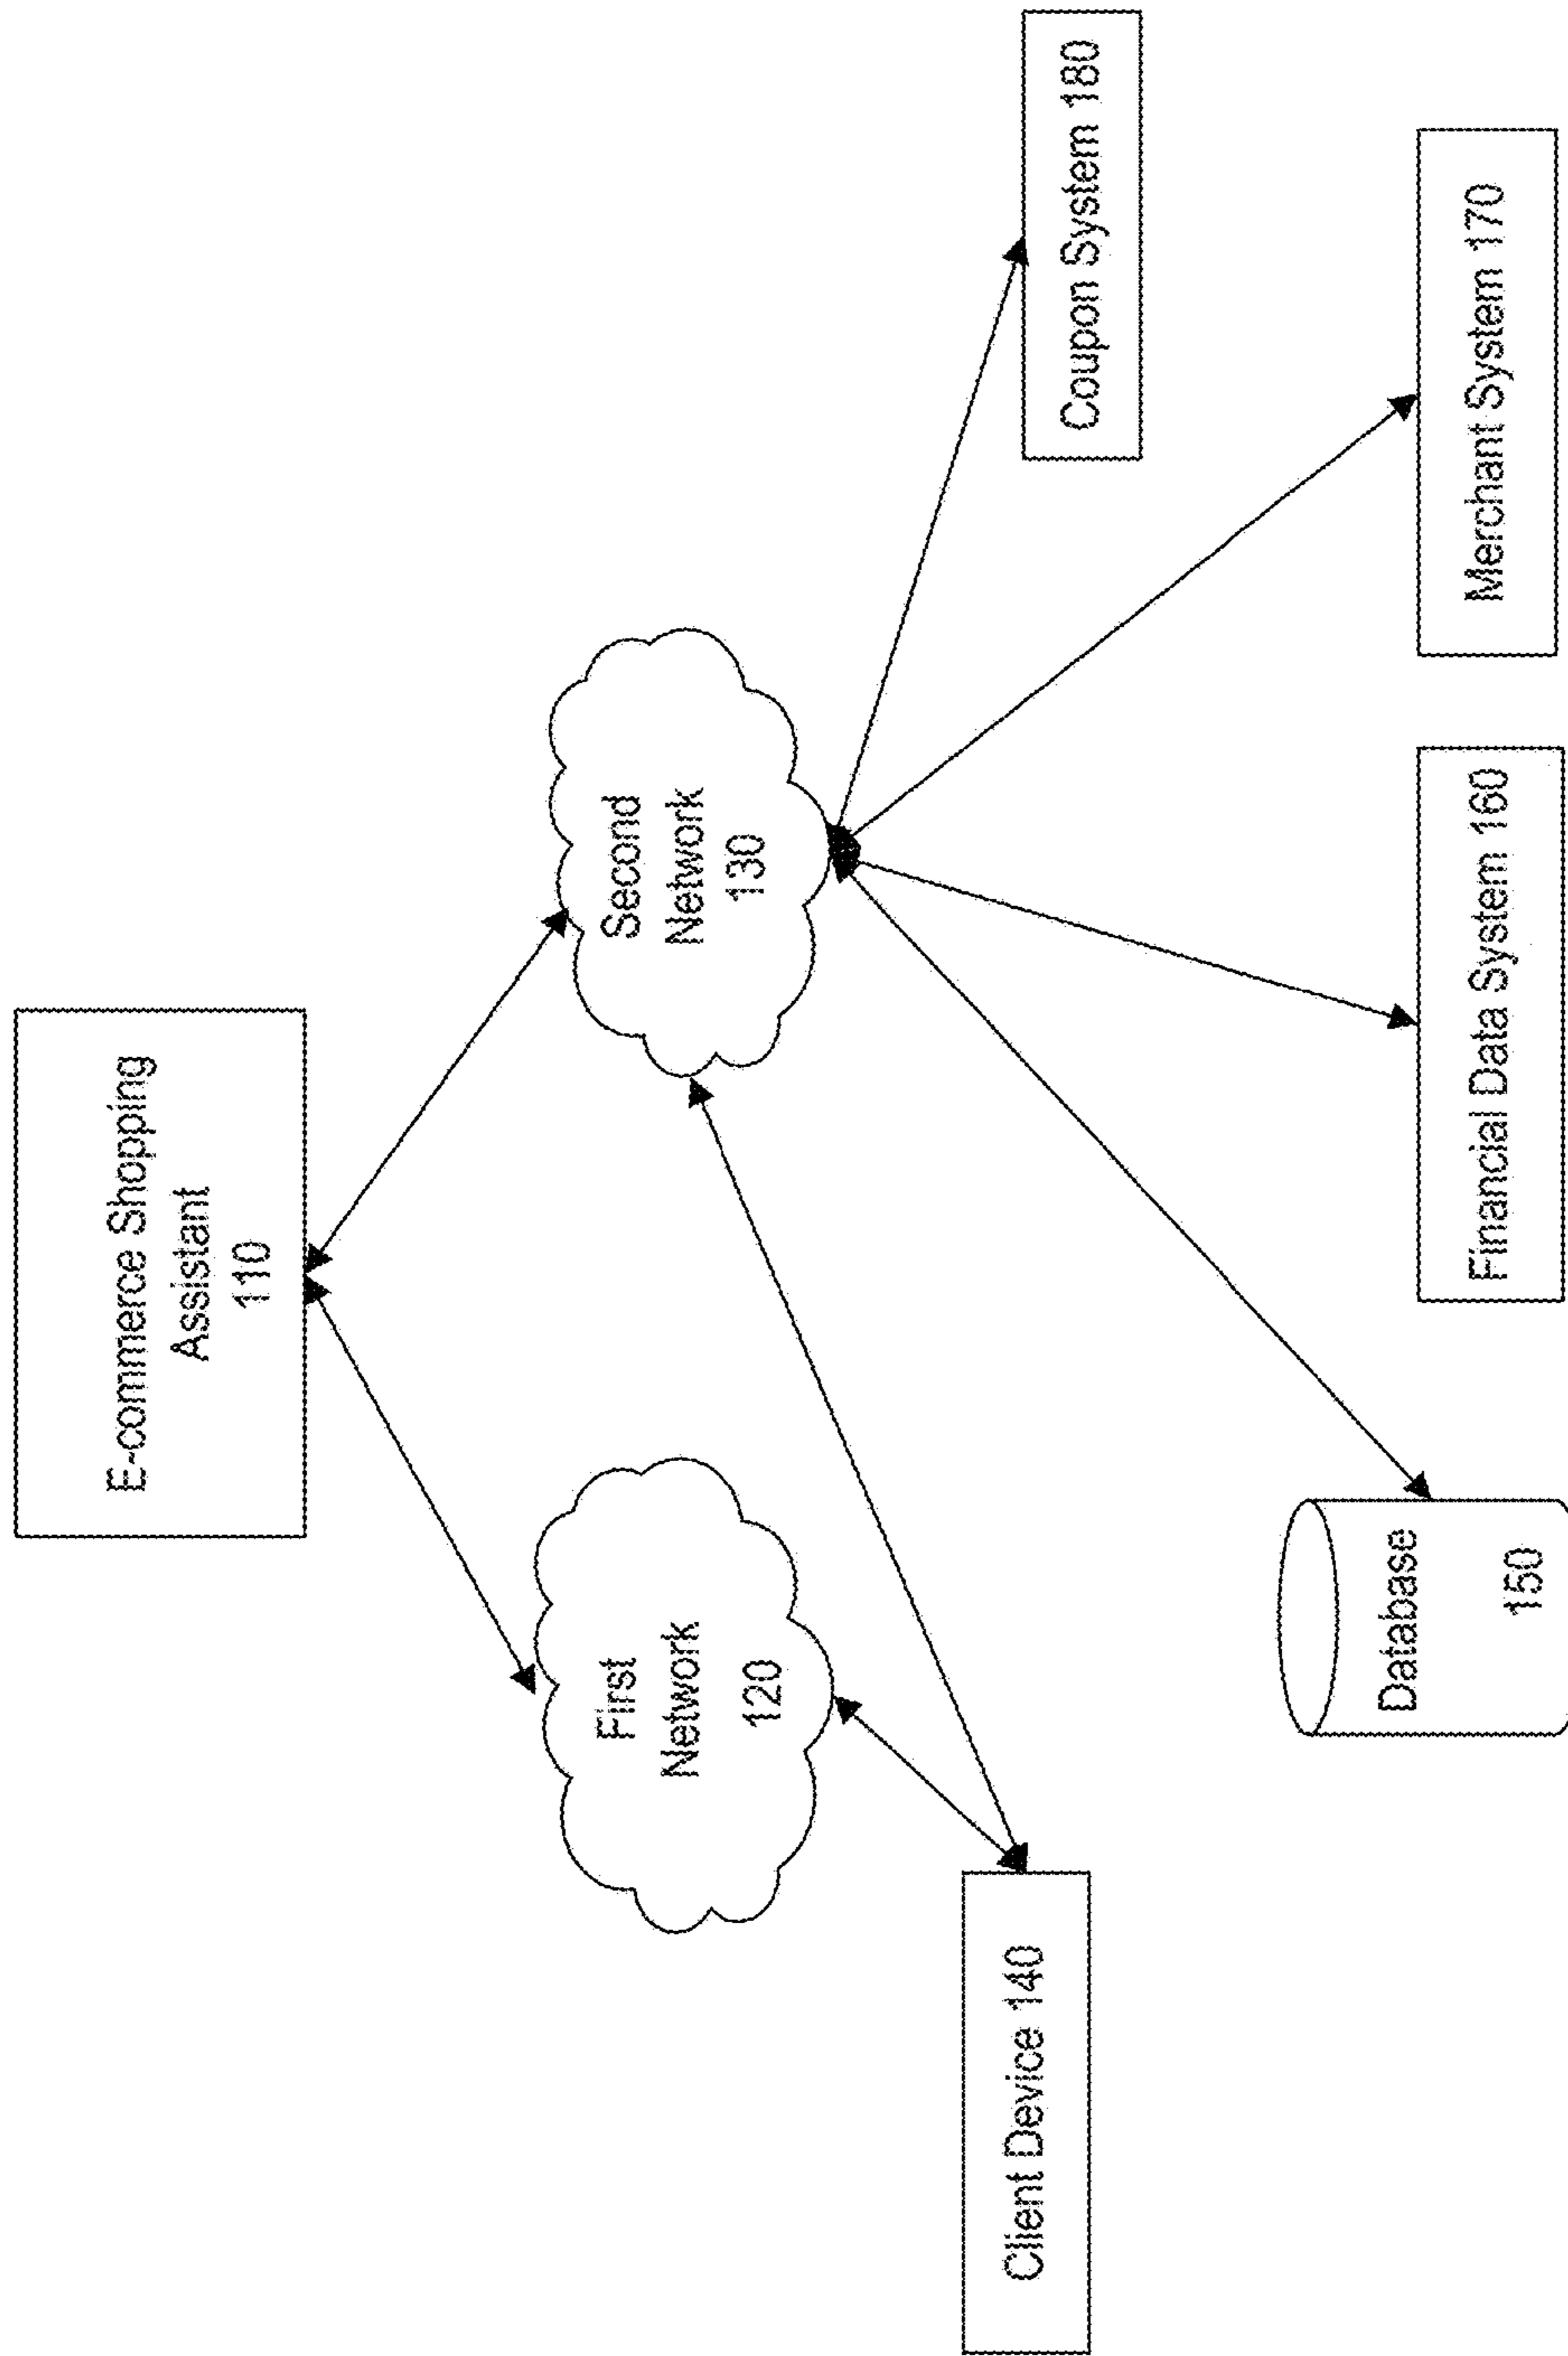 E-commerce Shopping
Assistant
110
First
Network
120
Second
Network
130
Client Device 140
Coupon System 180
Database
150
Financial Data System 160
Merchant System 170